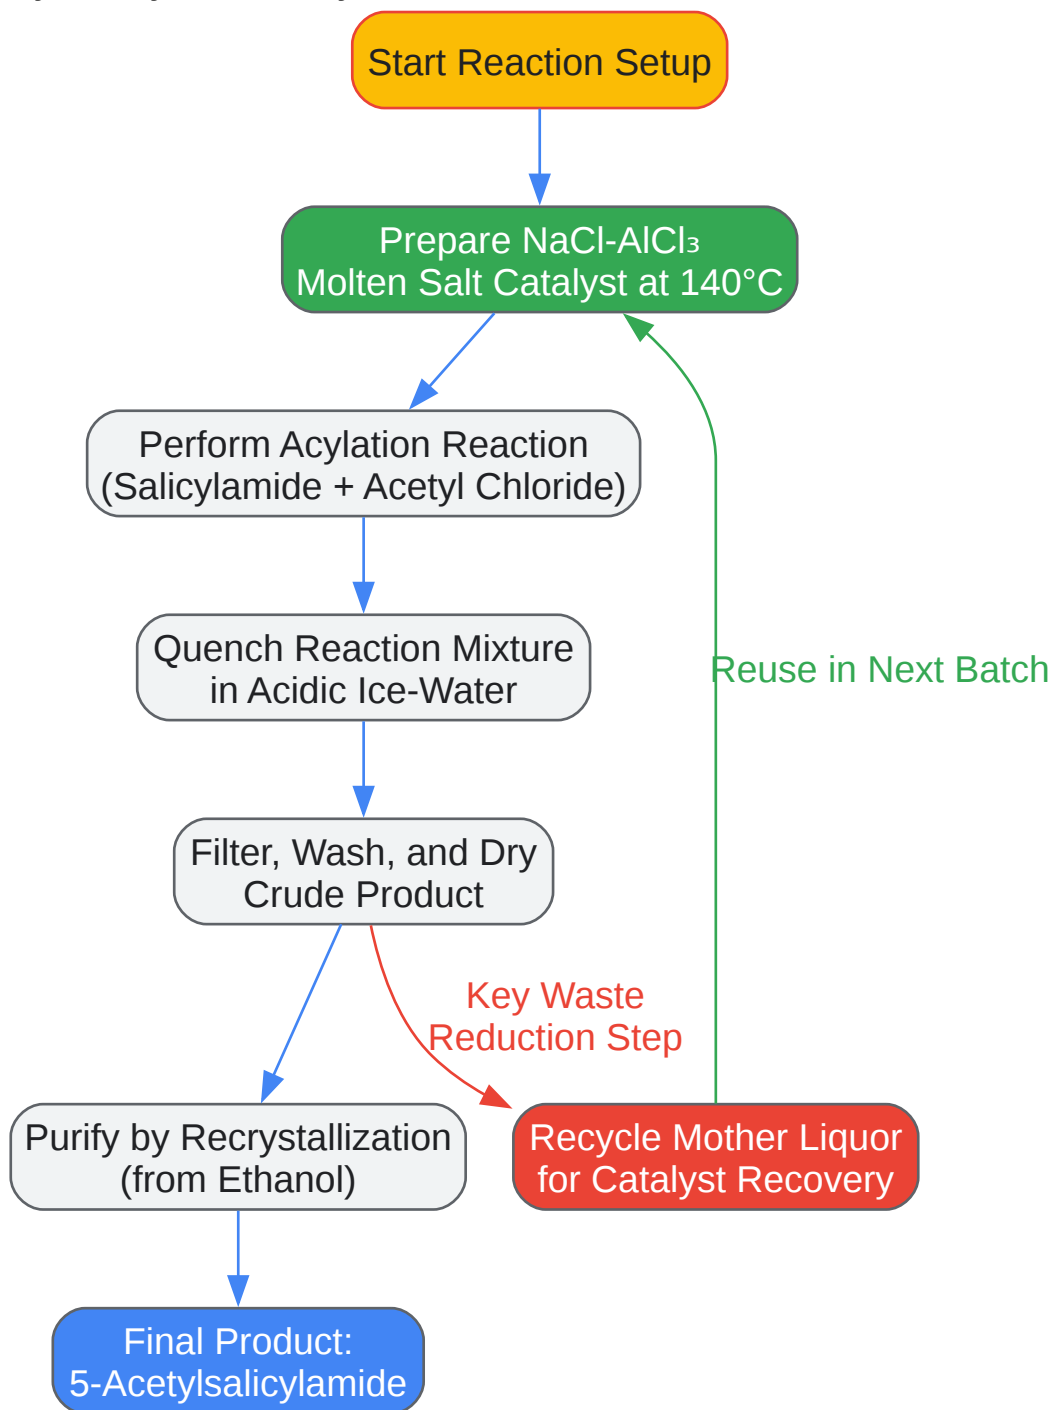 Start Reaction Setup
Prepare NaCl-AlCl₃
Molten Salt Catalyst at 140°C
Perform Acylation Reaction
(Salicylamide + Acetyl Chloride)
Quench Reaction Mixture
in Acidic Ice-Water
Reuse in Next Batch
Filter, Wash, and Dry
Crude Product
Key Waste
Reduction Step
Purify by Recrystallization
(from Ethanol)
Recycle Mother Liquor
for Catalyst Recovery
Final Product:
5-Acetylsalicylamide